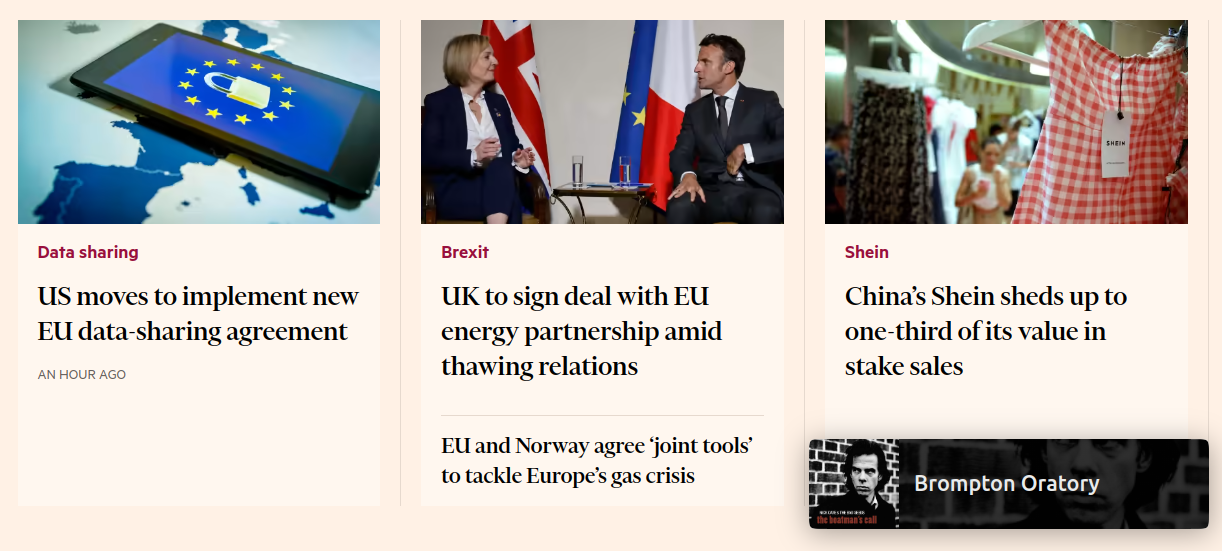 Data sharing
US moves to implement new
EU data-sharing agreement
AN HOUR AGO
Brexit
UK to sign deal with EU
energy partnership amid
thawing relations
EU and Norway agree ‘joint tools’
to tackle Europe’s gas crisis
SHEIN
Shein
China’s Shein sheds up to
one-third of its value in
stake sales
NICK CAVE & THE BAD SEEDS
the boatman's call
Brompton Oratory